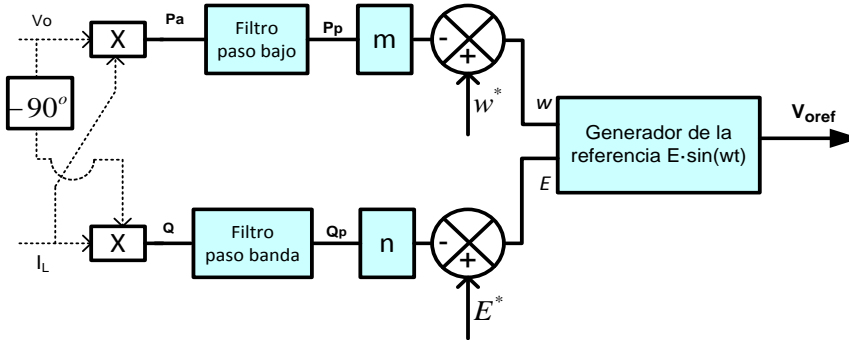 Vo
X
Pa
Filtro
paso bajo
Pp
m
-
+
w*
-90°
w
E
Generador de la
referencia E·sin(wt)
Voref
IL
X
Q
Filtro
paso banda
Qp
n
-
+
E*